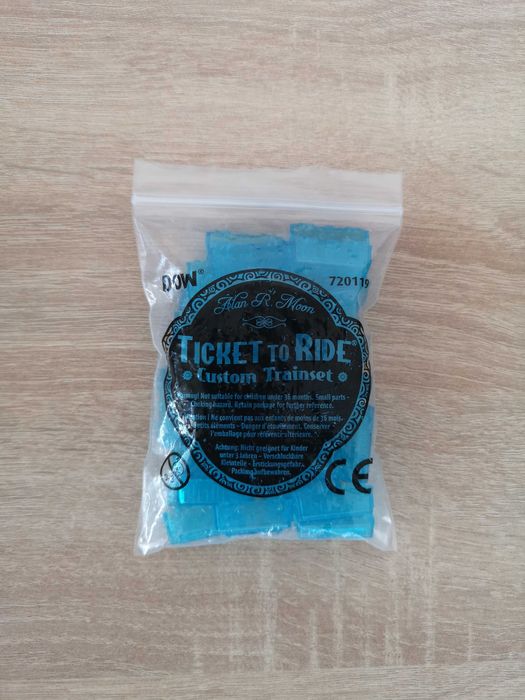 DOW®
720119
Alan R. Moon
TICKET TO RIDE®
Custom Trainset
Warning! Not suitable for children under 36 months. Small parts -
Choking hazard. Retain package for further reference.
Attention ! Ne convient pas aux enfants de moins de 36 mois.
Petits éléments - Danger d'étouffement. Conserver
l'emballage pour référence ultérieure.
Achtung: Nicht geeignet für Kinder
unter 3 Jahren - Verschluckbare
Kleinteile - Erstickungsgefahr.
Packung aufbewahren.
0-3
CE